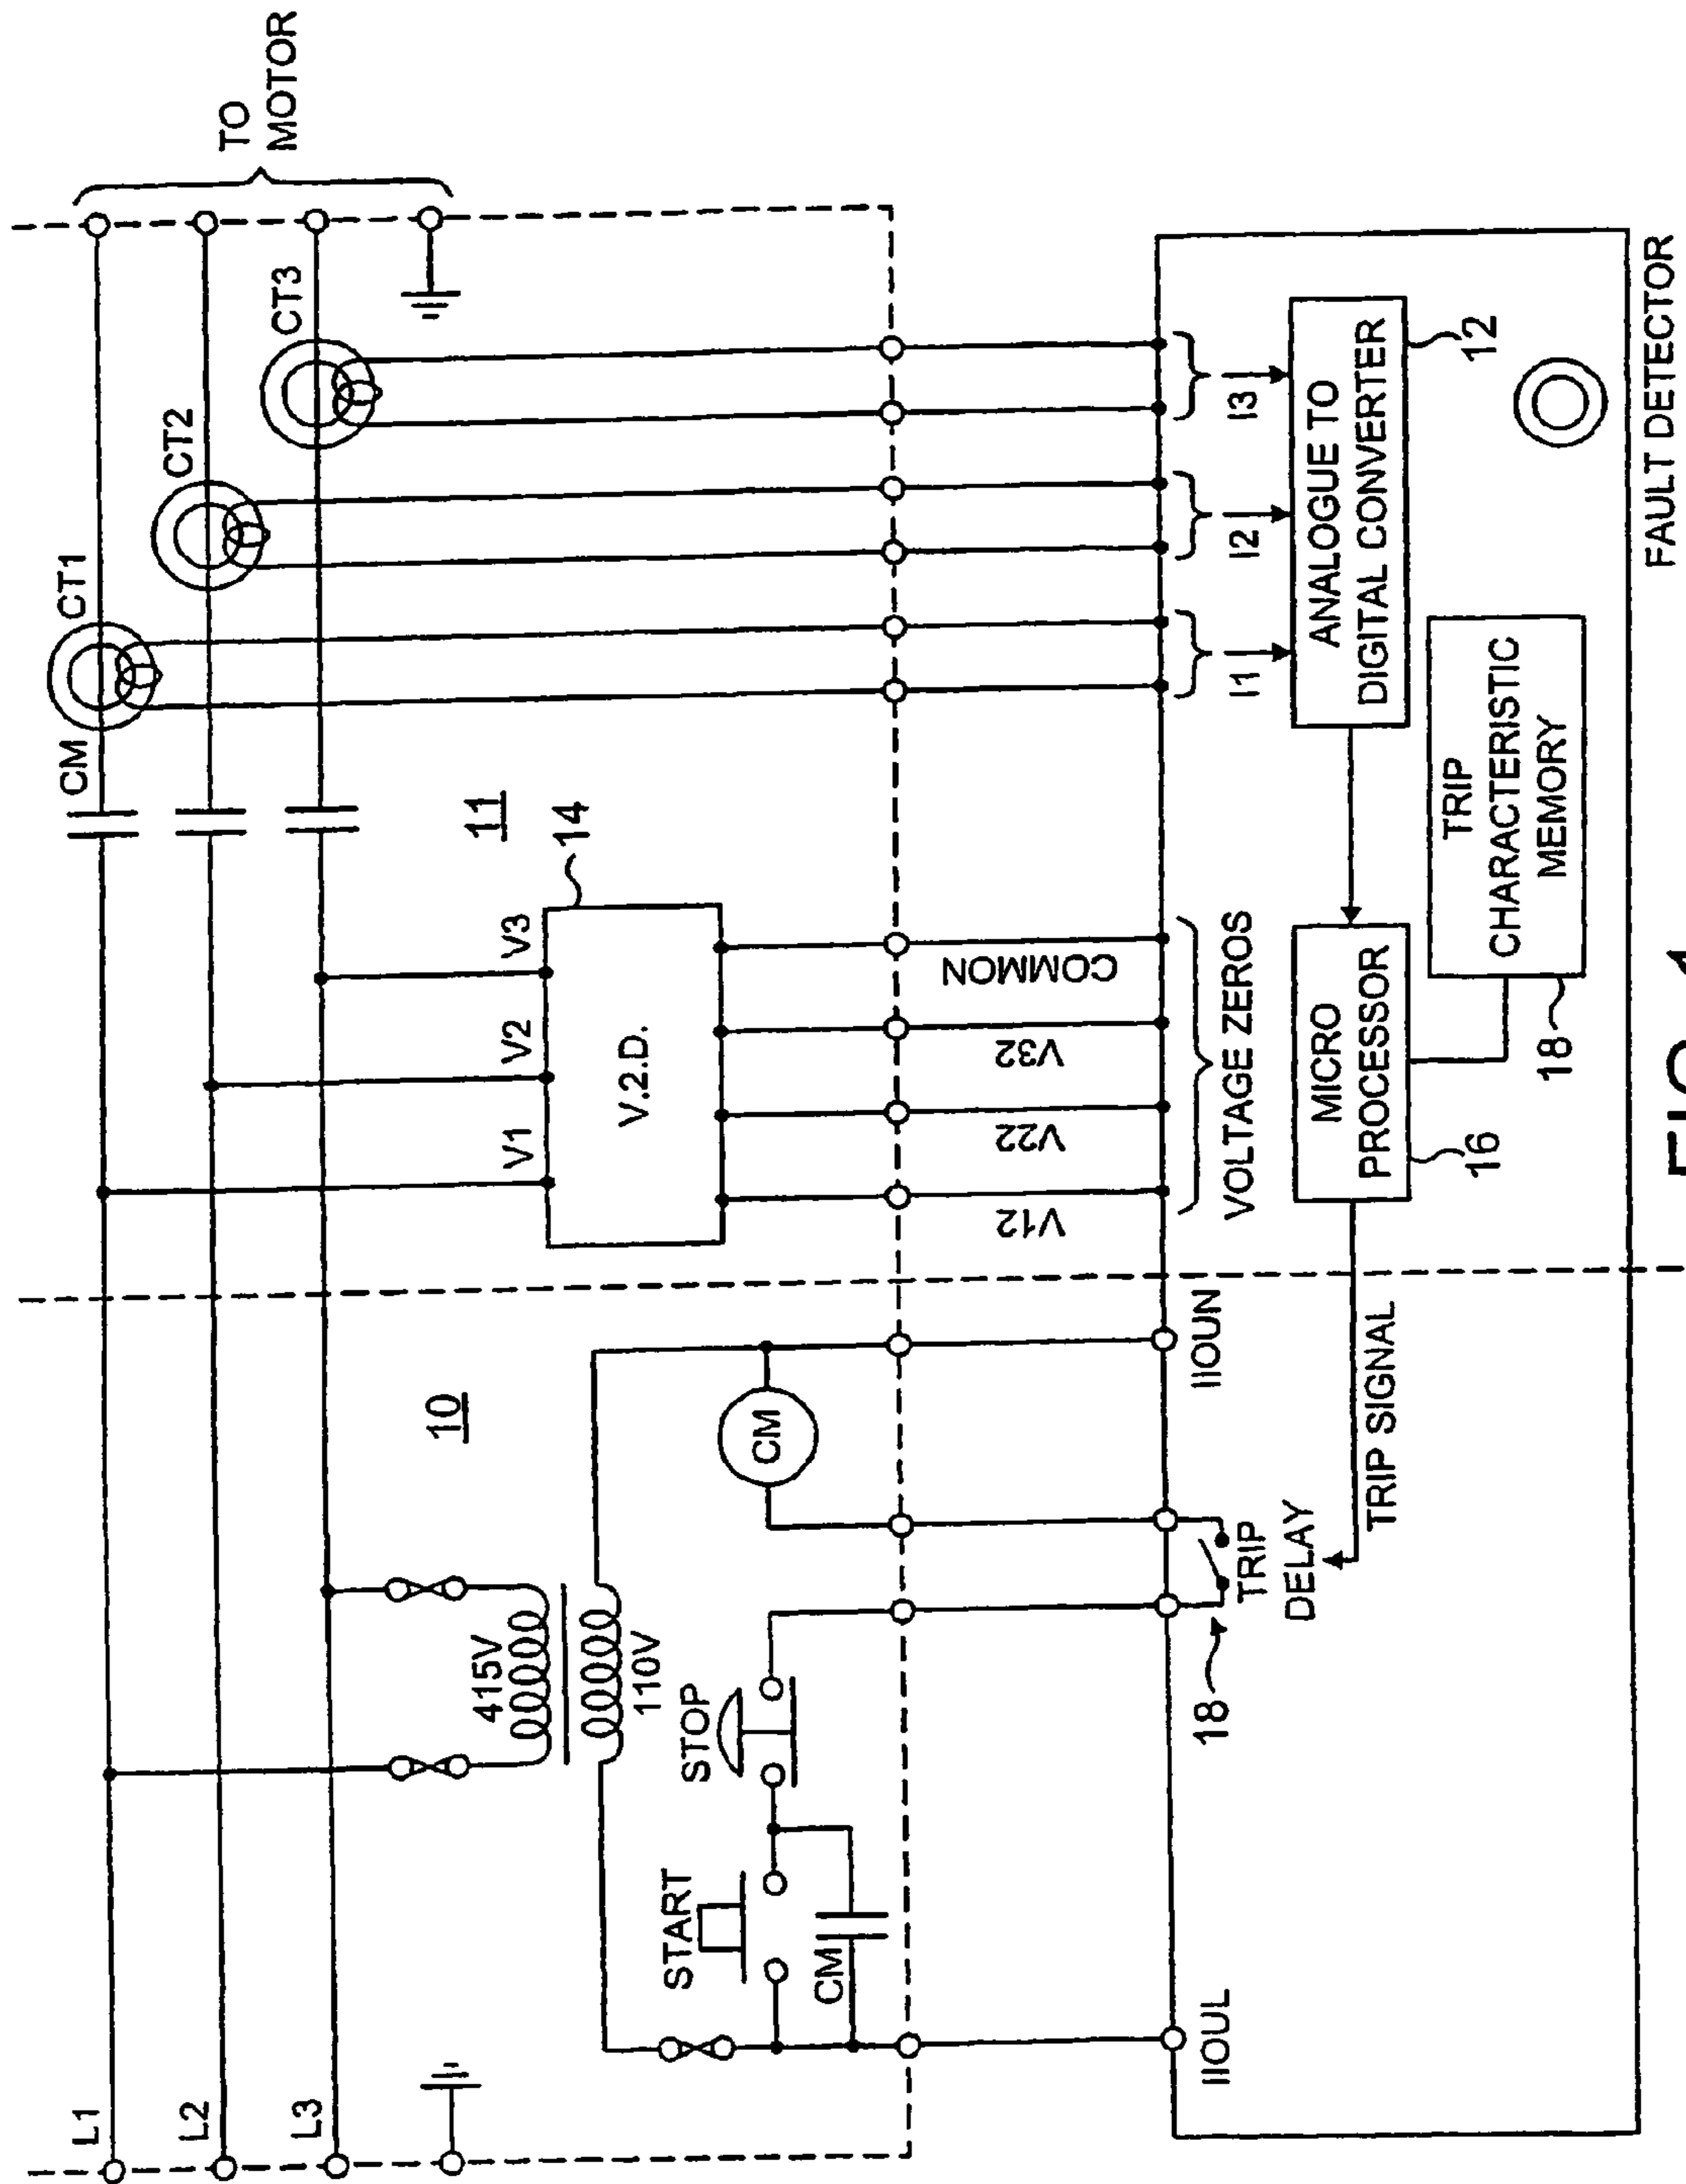 L1
L2
L3
CM
CT1
CT2
CT3
TO
MOTOR
10
11
14
415V
110V
V1
V2
V3
V.2.D.
START
STOP
CM
CM
V12
V22
V32
COMMON
VOLTAGE ZEROS
I1
I2
I3
IIOUL
IIOUN
18
TRIP
DELAY
TRIP SIGNAL
MICRO
PROCESSOR
16
ANALOGUE TO
DIGITAL CONVERTER
12
TRIP
CHARACTERISTIC
MEMORY
18
FAULT DETECTOR